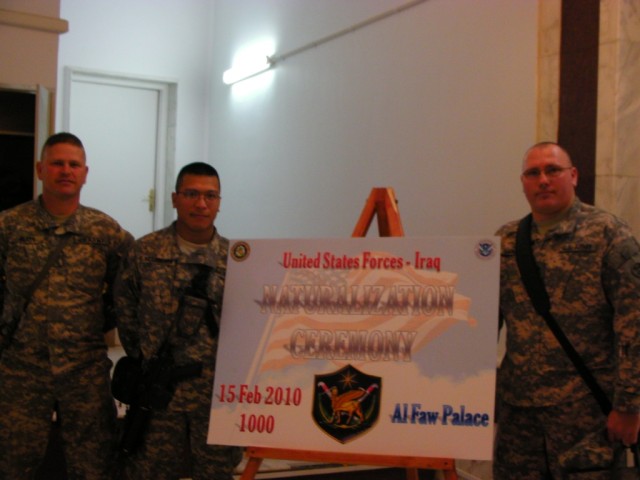 United States Forces - Iraq
NATURALIZATION
CEREMONY
15 Feb 2010
1000
Al Faw Palace